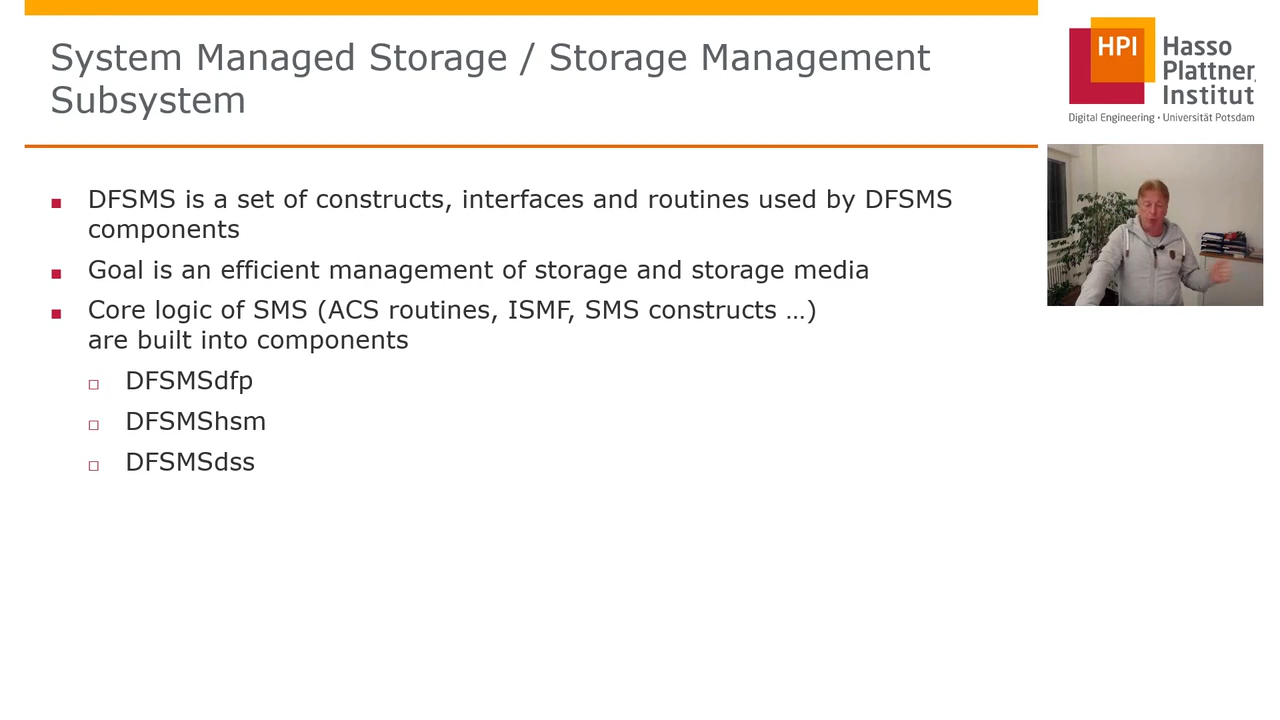 System Managed Storage / Storage Management
Subsystem
HPI Hasso
Plattner
Institut
Digital Engineering • Universität Potsdam
■ DFSMS is a set of constructs, interfaces and routines used by DFSMS
components
■ Goal is an efficient management of storage and storage media
■ Core logic of SMS (ACS routines, ISMF, SMS constructs …)
are built into components
□ DFSMSdfp
□ DFSMShsm
□ DFSMSdss